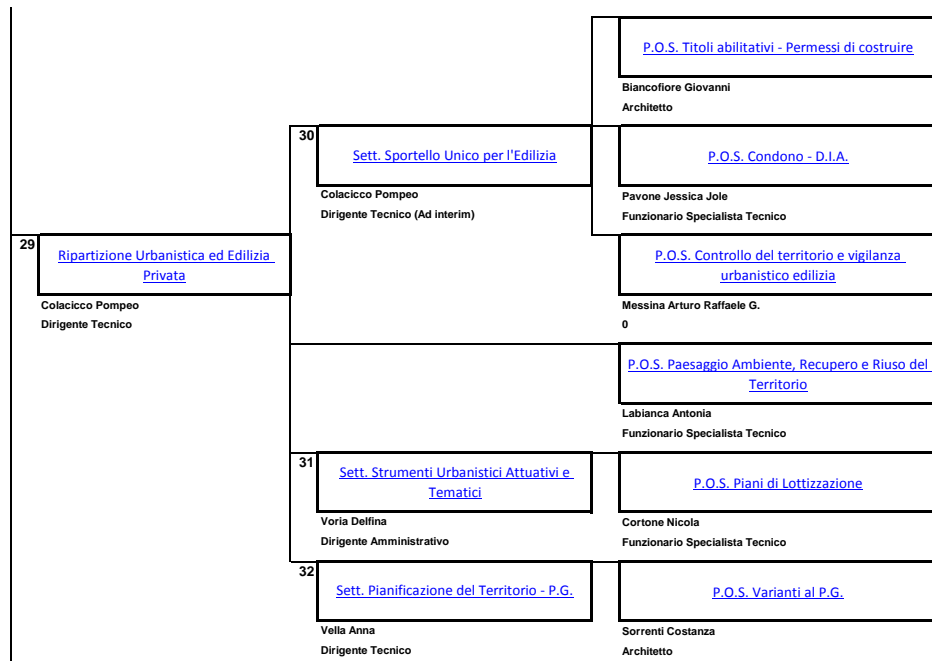 P.O.S. Titoli abilitativi - Permessi di costruire
Biancofiore Giovanni
Architetto
30
Sett. Sportello Unico per l'Edilizia
P.O.S. Condono - D.I.A.
Colacicco Pompeo
Dirigente Tecnico (Ad interim)
Pavone Jessica Jole
Funzionario Specialista Tecnico
29
Ripartizione Urbanistica ed Edilizia
Privata
P.O.S. Controllo del territorio e vigilanza
urbanistico edilizia
Colacicco Pompeo
Dirigente Tecnico
Messina Arturo Raffaele G.
0
P.O.S. Paesaggio Ambiente, Recupero e Riuso del
Territorio
Labianca Antonia
Funzionario Specialista Tecnico
31
Sett. Strumenti Urbanistici Attuativi e
Tematici
P.O.S. Piani di Lottizzazione
Voria Delfina
Dirigente Amministrativo
Cortone Nicola
Funzionario Specialista Tecnico
32
Sett. Pianificazione del Territorio - P.G.
P.O.S. Varianti al P.G.
Vella Anna
Dirigente Tecnico
Sorrenti Costanza
Architetto